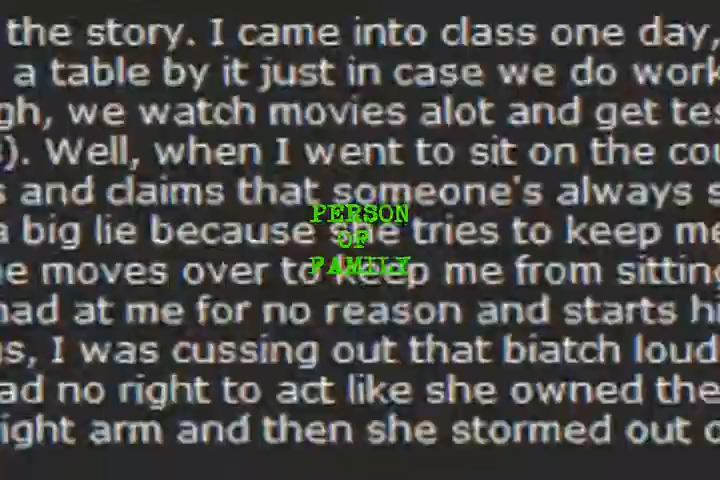 the story. I came into class one day,
a table by it just in case we do work
gh, we watch movies alot and get tes
). Well, when I went to sit on the cou
s and claims that someone's always s
a big lie because she tries to keep me
e moves over to keep me from sitting
had at me for no reason and starts hi
us, I was cussing out that biatch loud
ad no right to act like she owned the
ight arm and then she stormed out o
PERSON
OF
FAMILY